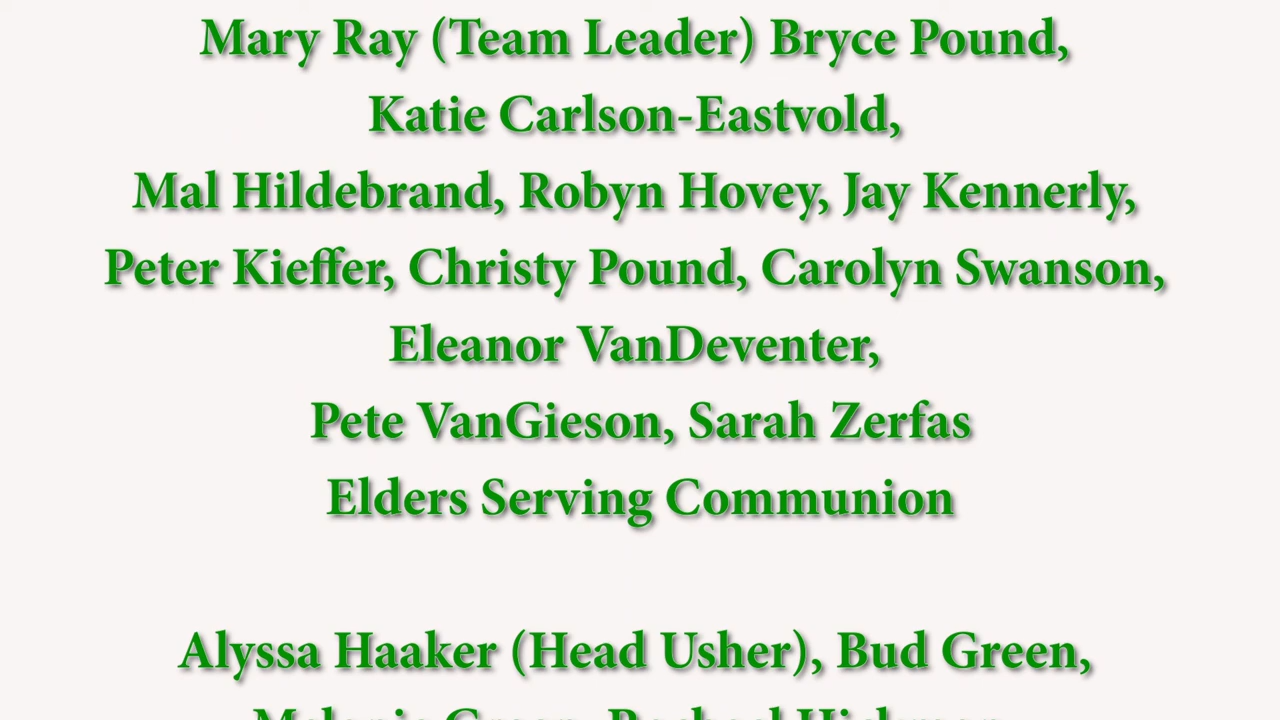 Mary Ray (Team Leader) Bryce Pound,
Katie Carlson-Eastvold,
Mal Hildebrand, Robyn Hovey, Jay Kennerly,
Peter Kieffer, Christy Pound, Carolyn Swanson,
Eleanor VanDeventer,
Pete VanGieson, Sarah Zerfas
Elders Serving Communion
Alyssa Haaker (Head Usher), Bud Green,